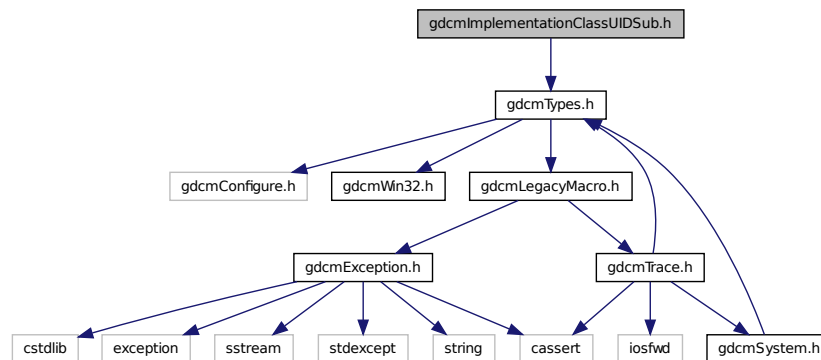 gdcmImplementationClassUIDSub.h
gdcmTypes.h
gdcmConfigure.h
gdcmWin32.h
gdcmLegacyMacro.h
gdcmException.h
gdcmTrace.h
cstdlib
exception
sstream
stdexcept
string
cassert
iosfwd
gdcmSystem.h